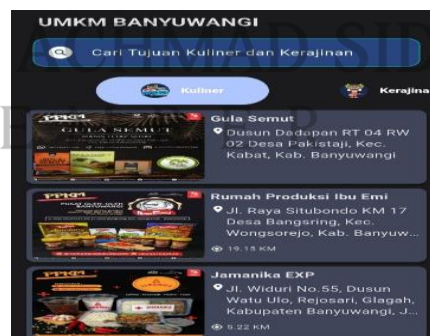 UMKM BANYUWANGI
Cari Tujuan Kuliner dan Kerajinan
Kuliner
Kerajina
GULA SEMUT
Gula Semut
Dusun Dadapan RT 04 RW
02 Desa Pakistaji, Kec.
Kabat, Kab. Banyuwangi
Rumah Produksi Ibu Emi
JL. Raya Situbondo KM 17
Desa Bangsring, Kec.
Wongsorejo, Kab. Banyuw...
19.15 KM
Jamanika EXP
JL. Widuri No.55, Dusun
Watu Ulo, Rejosari, Glagah,
Kabupaten Banyuwangi, J...
5.22 KM